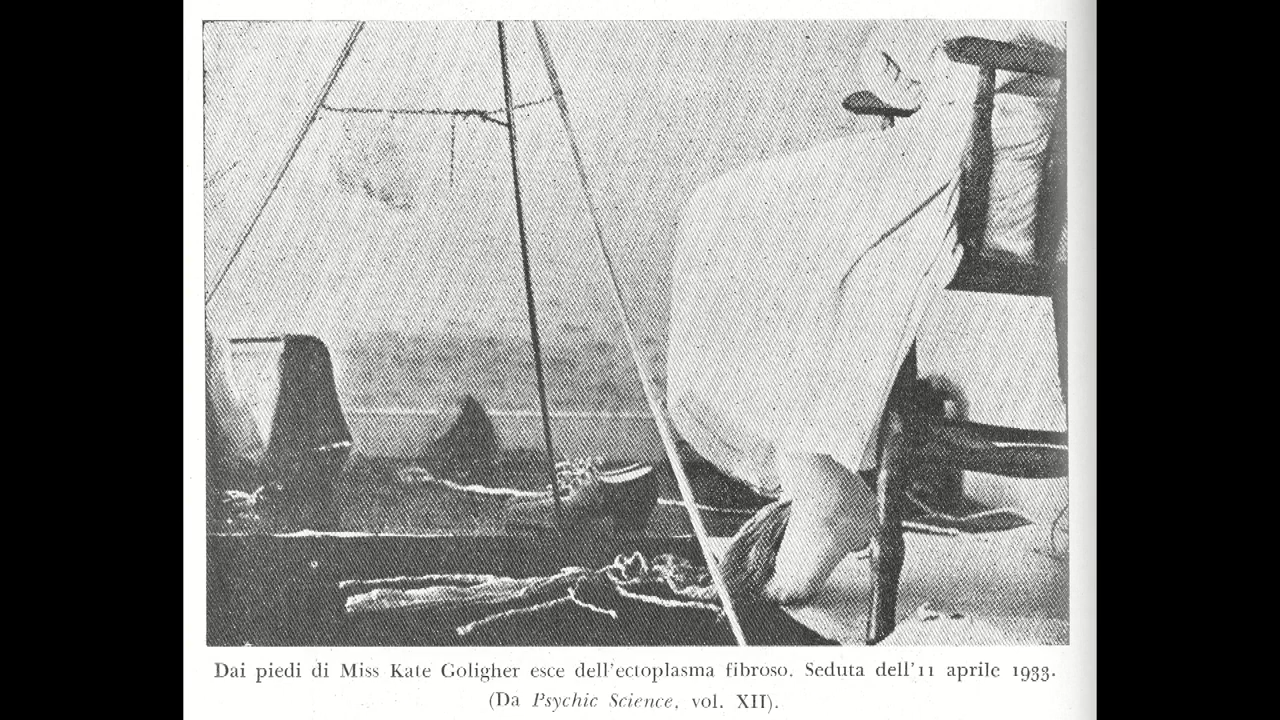 Dai piedi di Miss Kate Goligher esce dell'ectoplasma fibroso. Seduta dell'11 aprile 1933.
(Da Psychic Science, vol. XII).